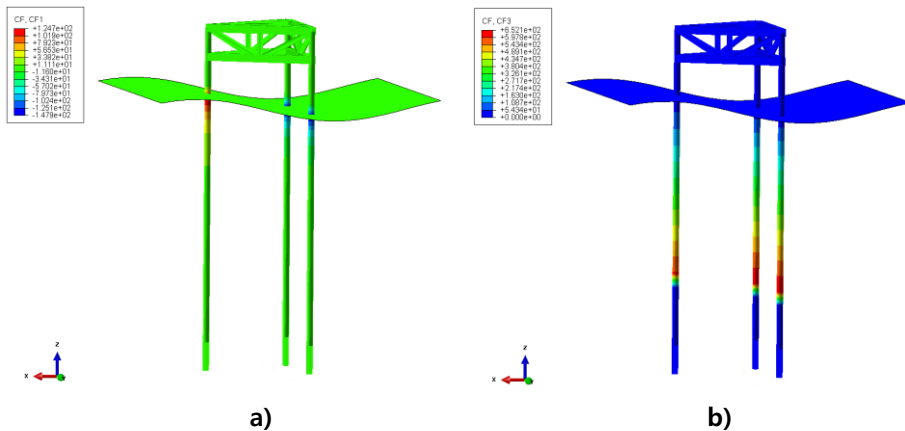 CF, CF1
+1.247e+02
+1.019e+02
+7.923e+01
+5.653e+01
+3.382e+01
+1.111e+01
-1.160e+01
-3.431e+01
-5.702e+01
-7.973e+01
-1.024e+02
-1.251e+02
-1.479e+02
Z
X
a)
CF, CF3
+6.521e+02
+5.978e+02
+5.434e+02
+4.891e+02
+4.347e+02
+3.804e+02
+3.261e+02
+2.717e+02
+2.174e+02
+1.630e+02
+1.087e+02
+5.434e+01
+0.000e+00
Z
X
b)